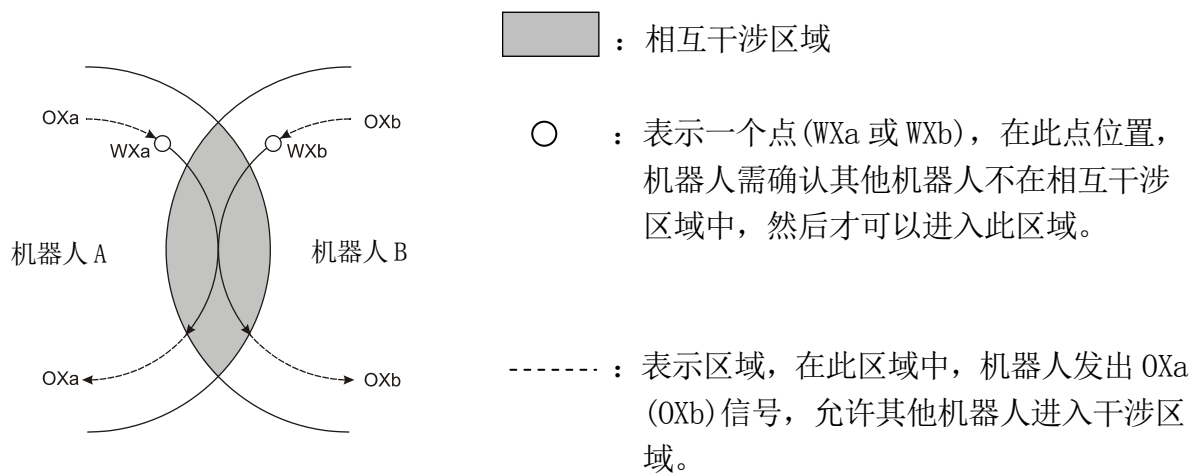 OXa
WXa
OXb
WXb
机器人 A
机器人 B
OXa
OXb
：相互干涉区域
：表示一个点(WXa 或 WXb)，在此点位置，
机器人需确认其他机器人不在相互干涉
区域中，然后才可以进入此区域。
：表示区域，在此区域中，机器人发出 OXa
(OXb)信号，允许其他机器人进入干涉区
域。